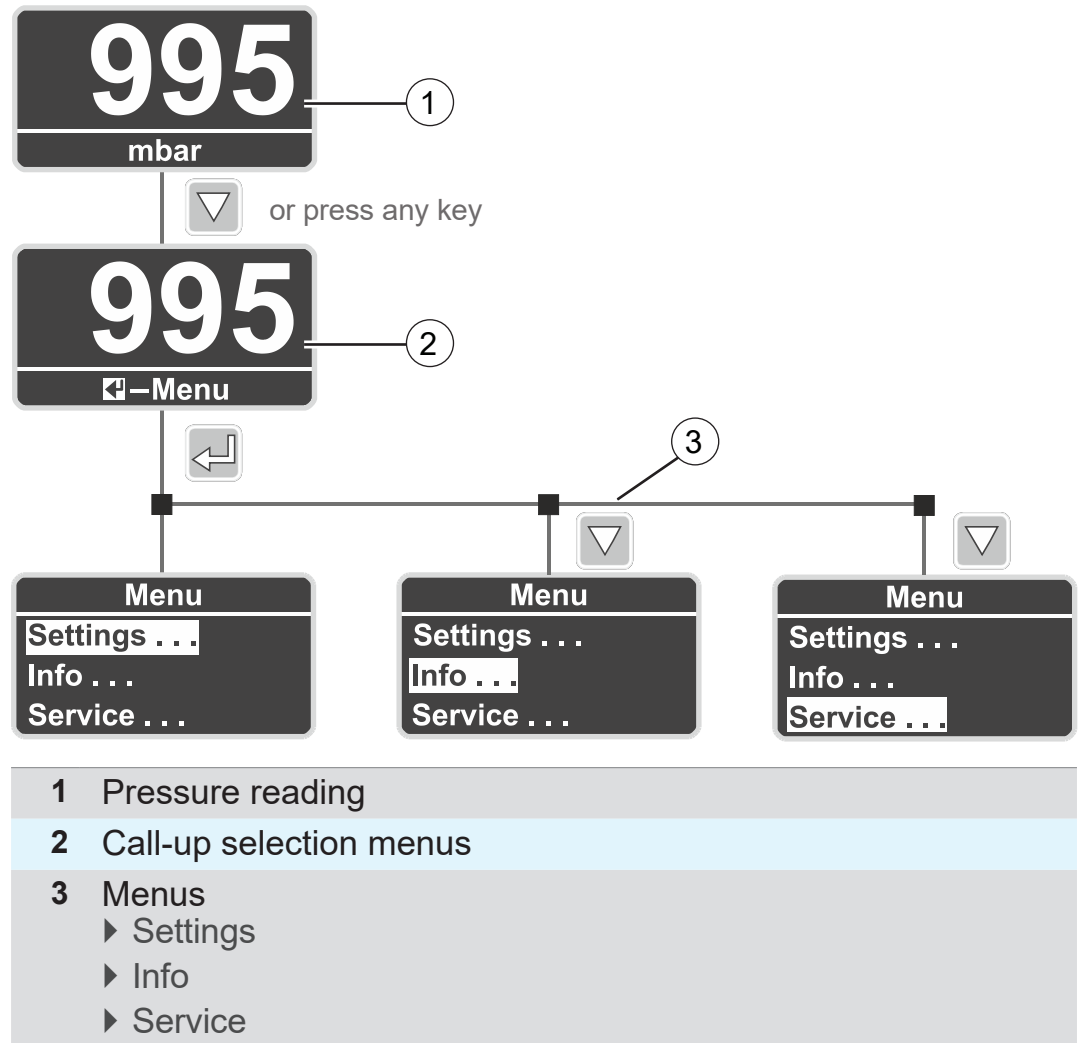 995
1
mbar
or press any key
995
2
–Menu
3
Menu
Settings . . .
Info . . .
Service . . .
Menu
Settings . . .
Info . . .
Service . . .
Menu
Settings . . .
Info . . .
Service . . .
1 Pressure reading
2 Call-up selection menus
3 Menus
Settings
Info
Service